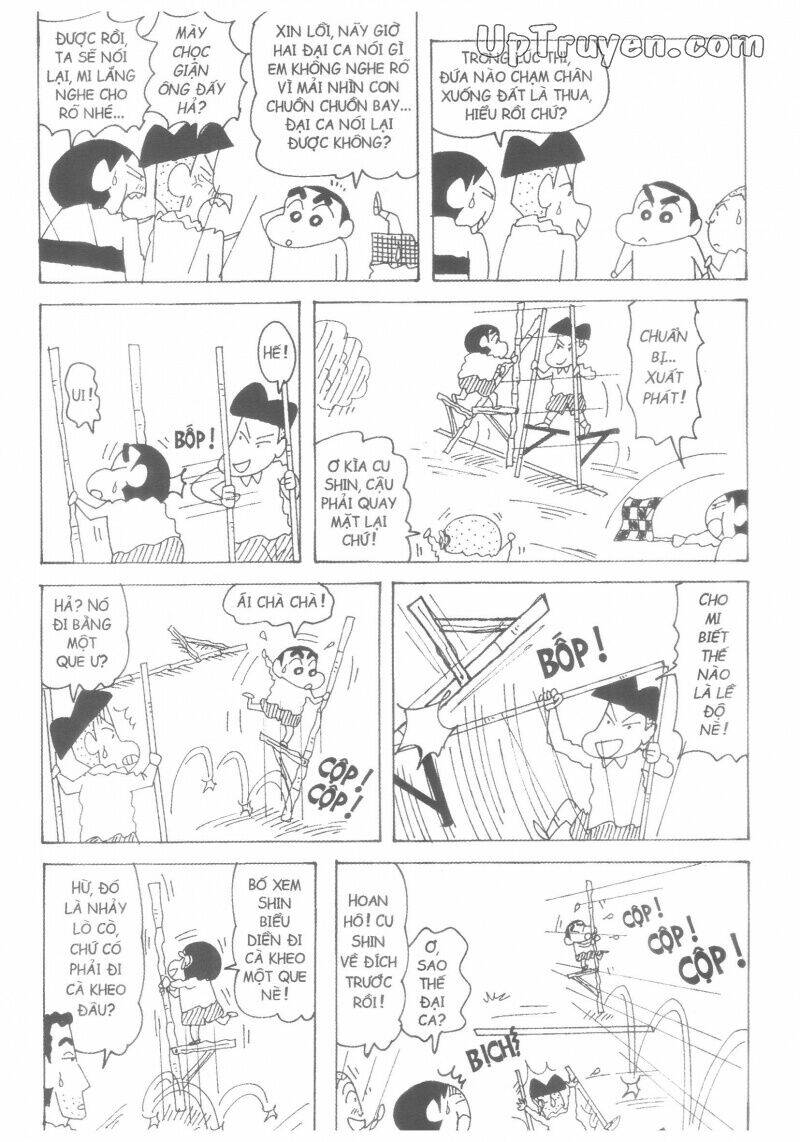 UpTruyen.com
ĐƯỢC RỒI,
TA SẼ NÓI
LẠI, MI LẮNG
NGHE CHO
RÕ NHÉ...
MÀY
CHỌC
GIẬN
ÔNG ĐẤY
HẢ?
XIN LỖI, NÃY GIỜ
HAI ĐẠI CA NÓI GÌ
EM KHÔNG NGHE RÕ
VÌ MẢI NHÌN CON
CHUỒN CHUỒN BAY...
ĐẠI CA NÓI LẠI
ĐƯỢC KHÔNG?
TRONG LÚC THI,
ĐỨA NÀO CHẠM CHÂN
XUỐNG ĐẤT LÀ THUA,
HIỂU RỒI CHỨ?
UI!
BỐP!
HẾ!
Ơ KÌA CU
SHIN, CẬU
PHẢI QUAY
MẶT LẠI
CHỨ!
CHUẨN
BỊ...
XUẤT
PHÁT!
HẢ? NÓ
ĐI BẰNG
MỘT
QUE Ư?
ÁI CHÀ CHÀ!
CỘP!
CỘP!
BỐP!
CHO
MI
BIẾT
THẾ
NÀO
LÀ LỄ
ĐỘ
NÈ!
HỪ, ĐÓ
LÀ NHẢY
LÒ CÒ,
CHỨ CÓ
PHẢI ĐI
CÀ KHEO
ĐÂU?
BỐ XEM
SHIN
BIỂU
DIỄN ĐI
CÀ KHEO
MỘT QUE
NÈ!
HOAN
HÔ! CU
SHIN
VỀ ĐÍCH
TRƯỚC
RỒI!
Ơ,
SAO
THẾ
ĐẠI
CA?
BỊCH!
CỘP!
CỘP!
CỘP!